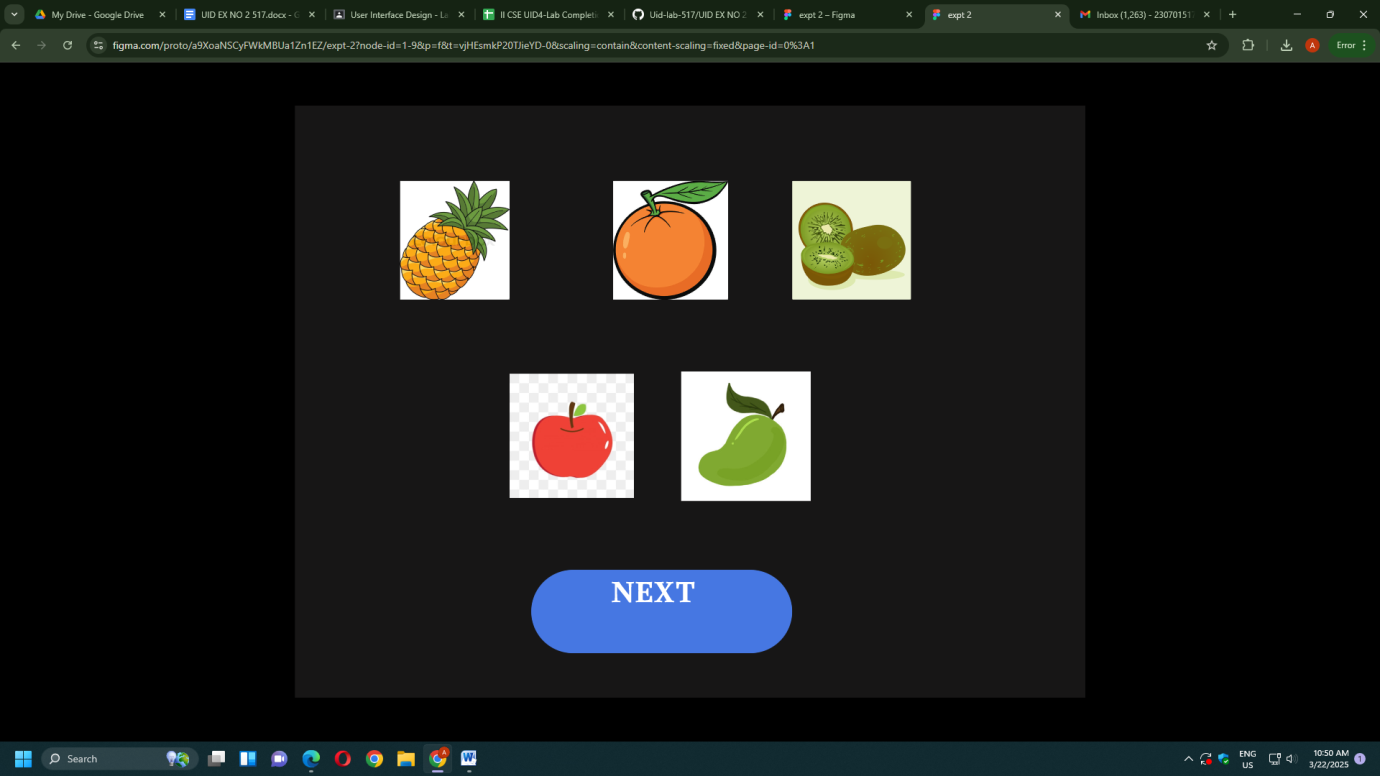 My Drive - Google Drive
UID EX NO 2 517.docx - G
User Interface Design - La
II CSE UID4-Lab Completi
Uid-lab-517/UID EX NO 2
expt 2 – Figma
expt 2
Inbox (1,263) - 23070151
figma.com/proto/a9XoaNSCyFWkMBUa1Zn1EZ/expt-2?node-id=1-9&p=f&t=vjHEsmkP20TJieYD-0&scaling=contain&content-scaling=fixed&page-id=0%3A1
A
Error
NEXT
Search
A
ENG
US
10:50 AM
3/22/2025
1